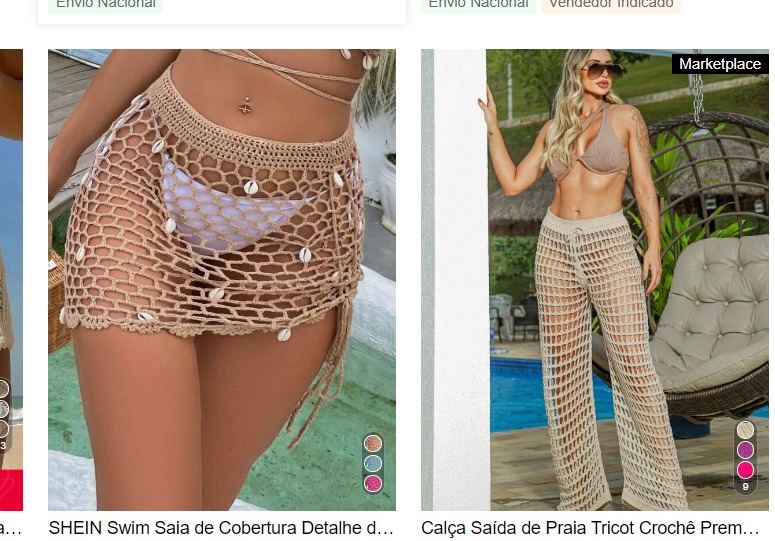 Envio Nacional
Envio Nacional Vendedor Indicado
Marketplace
3
9
a...
SHEIN Swim Saia de Cobertura Detalhe d...
Calça Saída de Praia Tricot Crochê Prem...